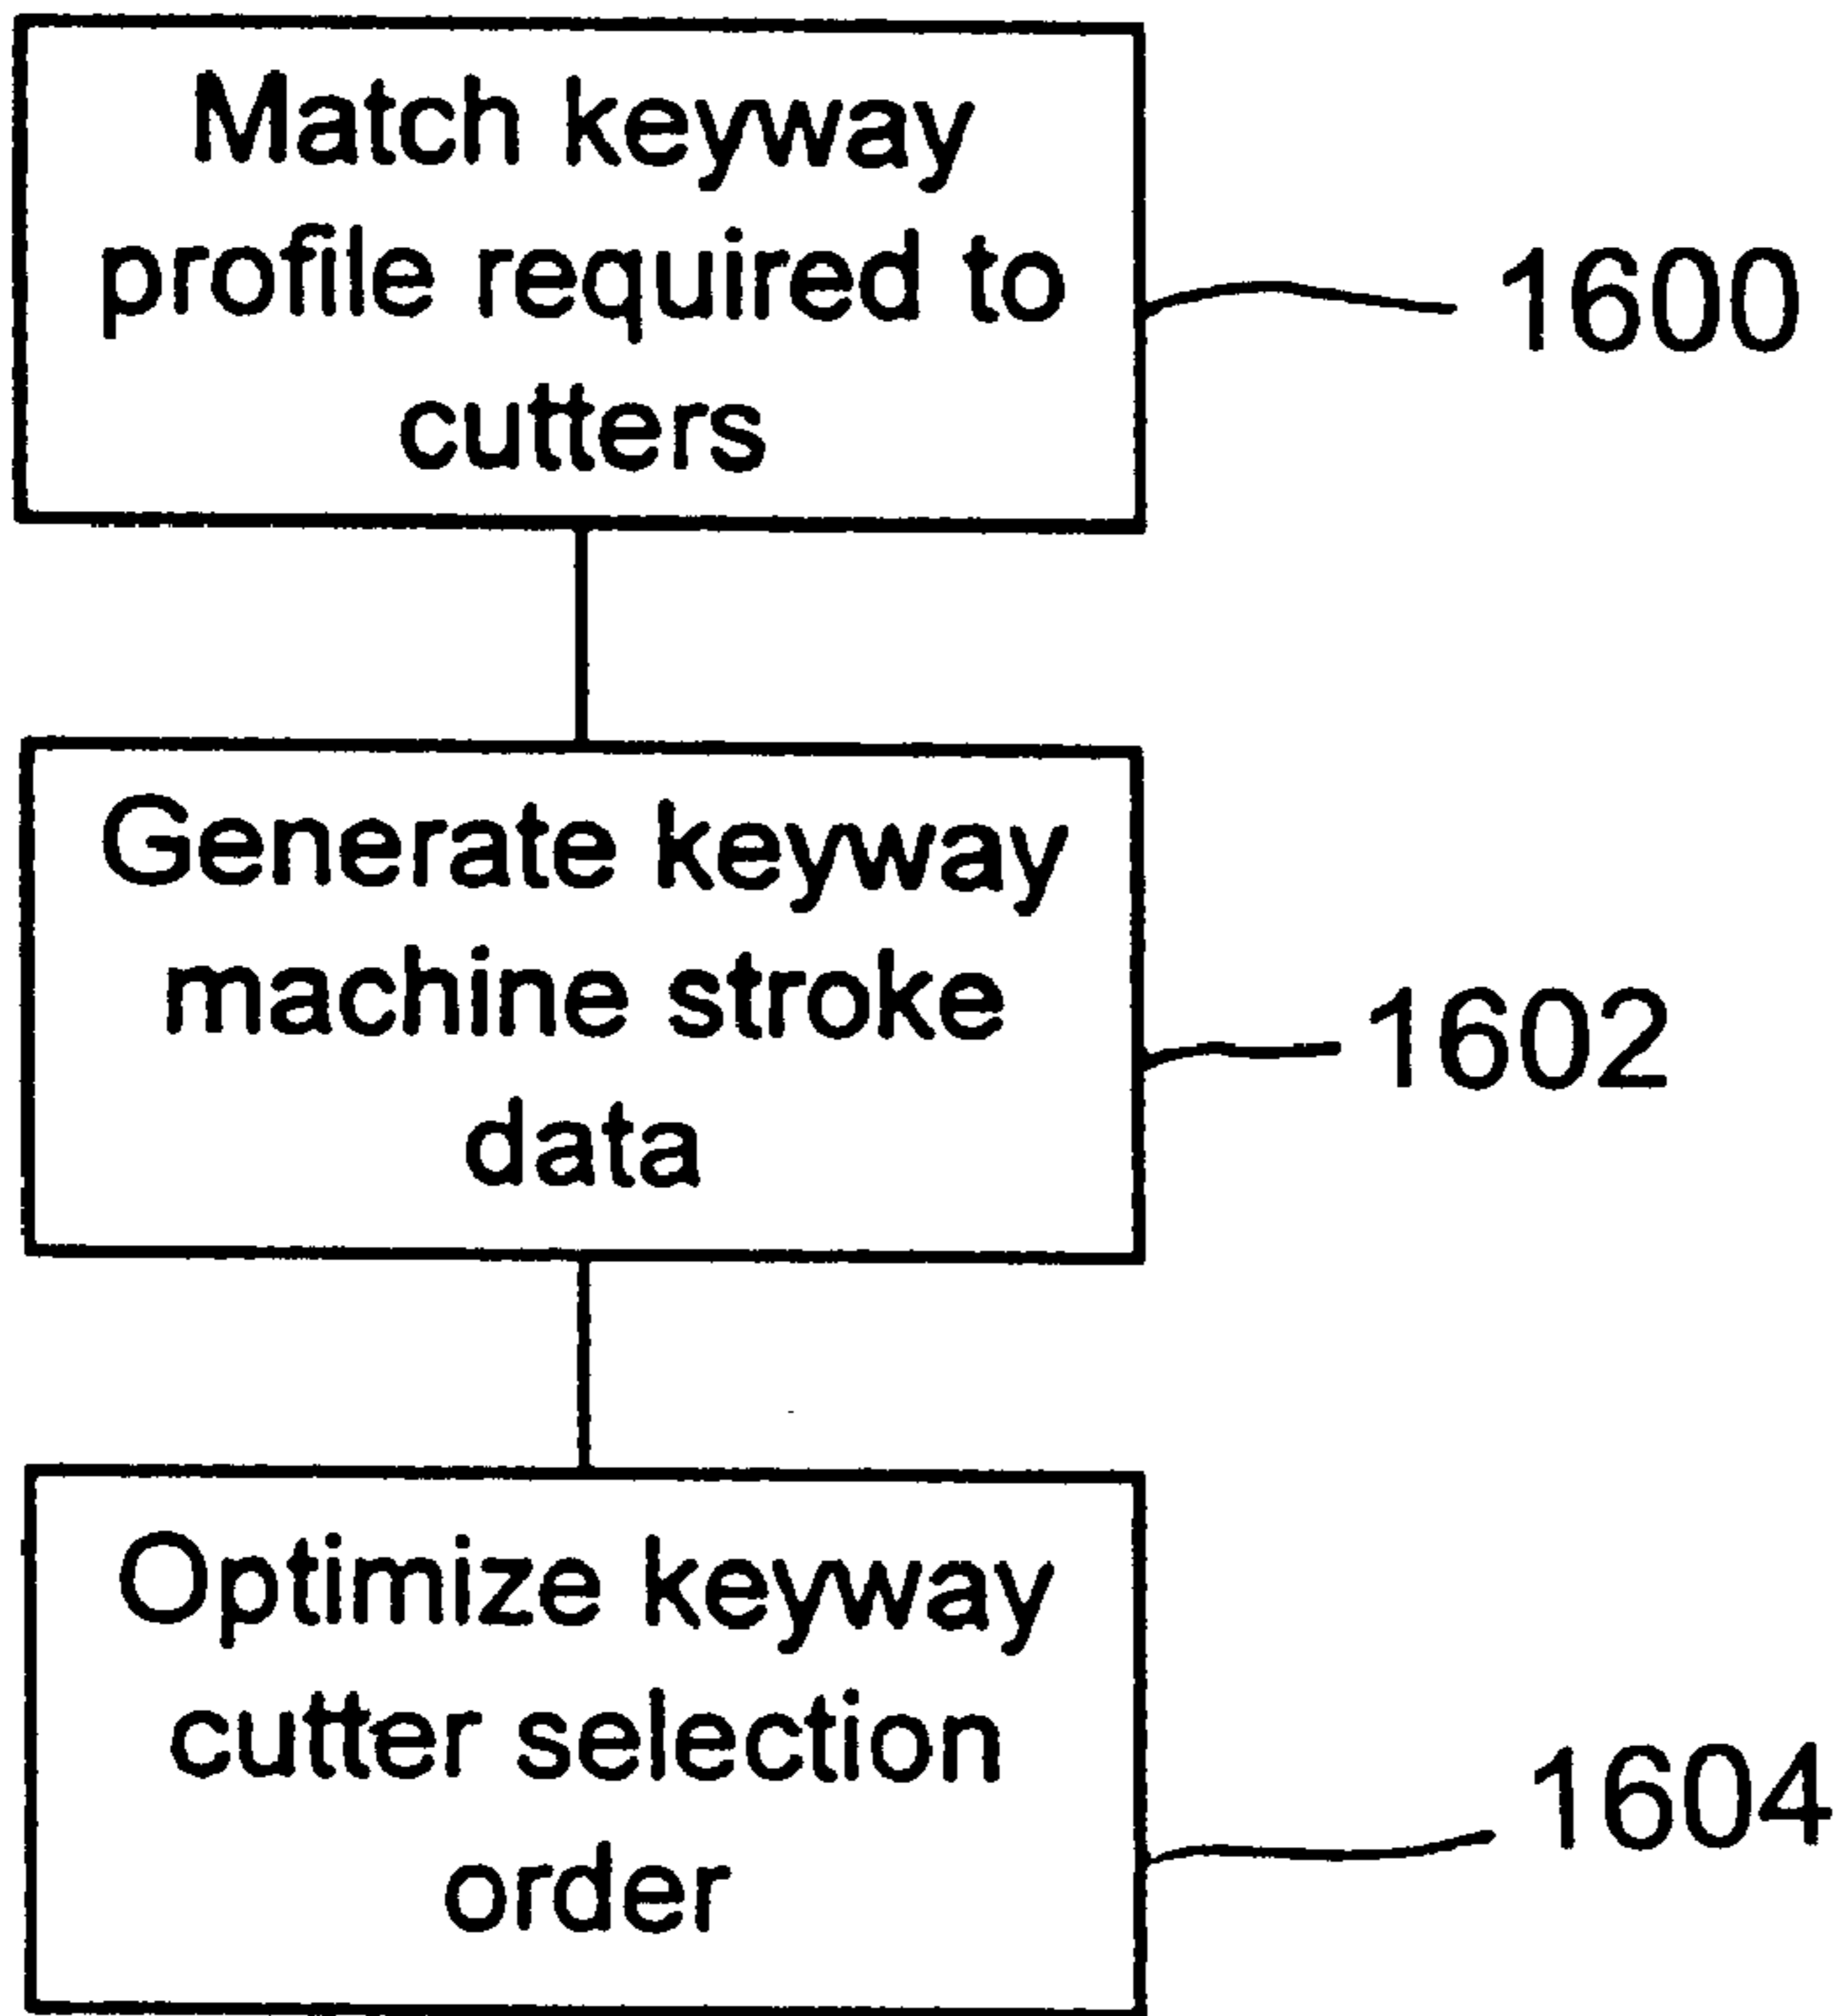 Match keyway
profile required to
cutters
1600
Generate keyway
machine stroke
data
1602
Optimize keyway
cutter selection
order
1604